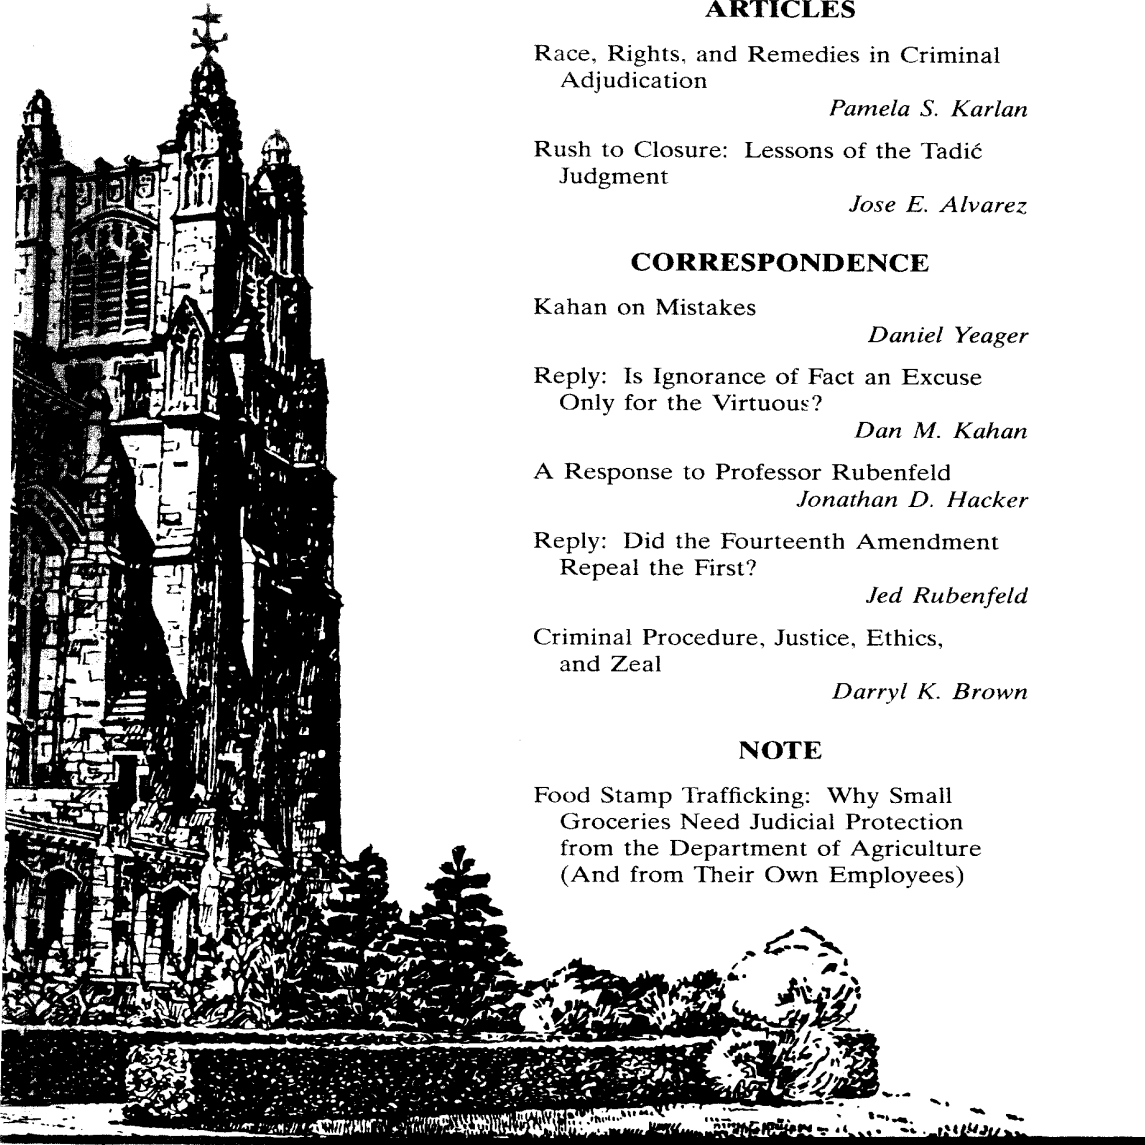 ARTICLES
Race, Rights, and Remedies in Criminal
Adjudication
Pamela S. Karlan
Rush to Closure: Lessons of the Tadić
Judgment
Jose E. Alvarez
CORRESPONDENCE
Kahan on Mistakes
Daniel Yeager
Reply: Is Ignorance of Fact an Excuse
Only for the Virtuous?
Dan M. Kahan
A Response to Professor Rubenfeld
Jonathan D. Hacker
Reply: Did the Fourteenth Amendment
Repeal the First?
Jed Rubenfeld
Criminal Procedure, Justice, Ethics,
and Zeal
Darryl K. Brown
NOTE
Food Stamp Trafficking: Why Small
Groceries Need Judicial Protection
from the Department of Agriculture
(And from Their Own Employees)